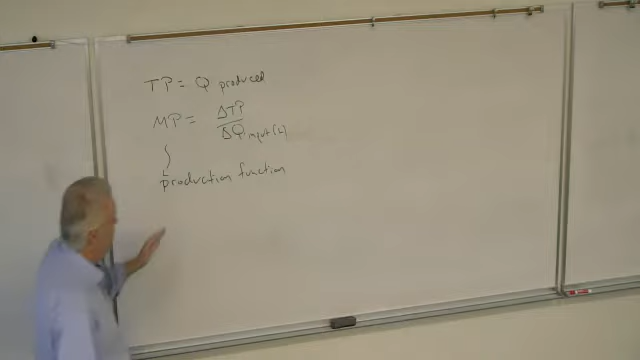 TP = Q produced
MP = ΔTP
ΔQ input(L)
production function